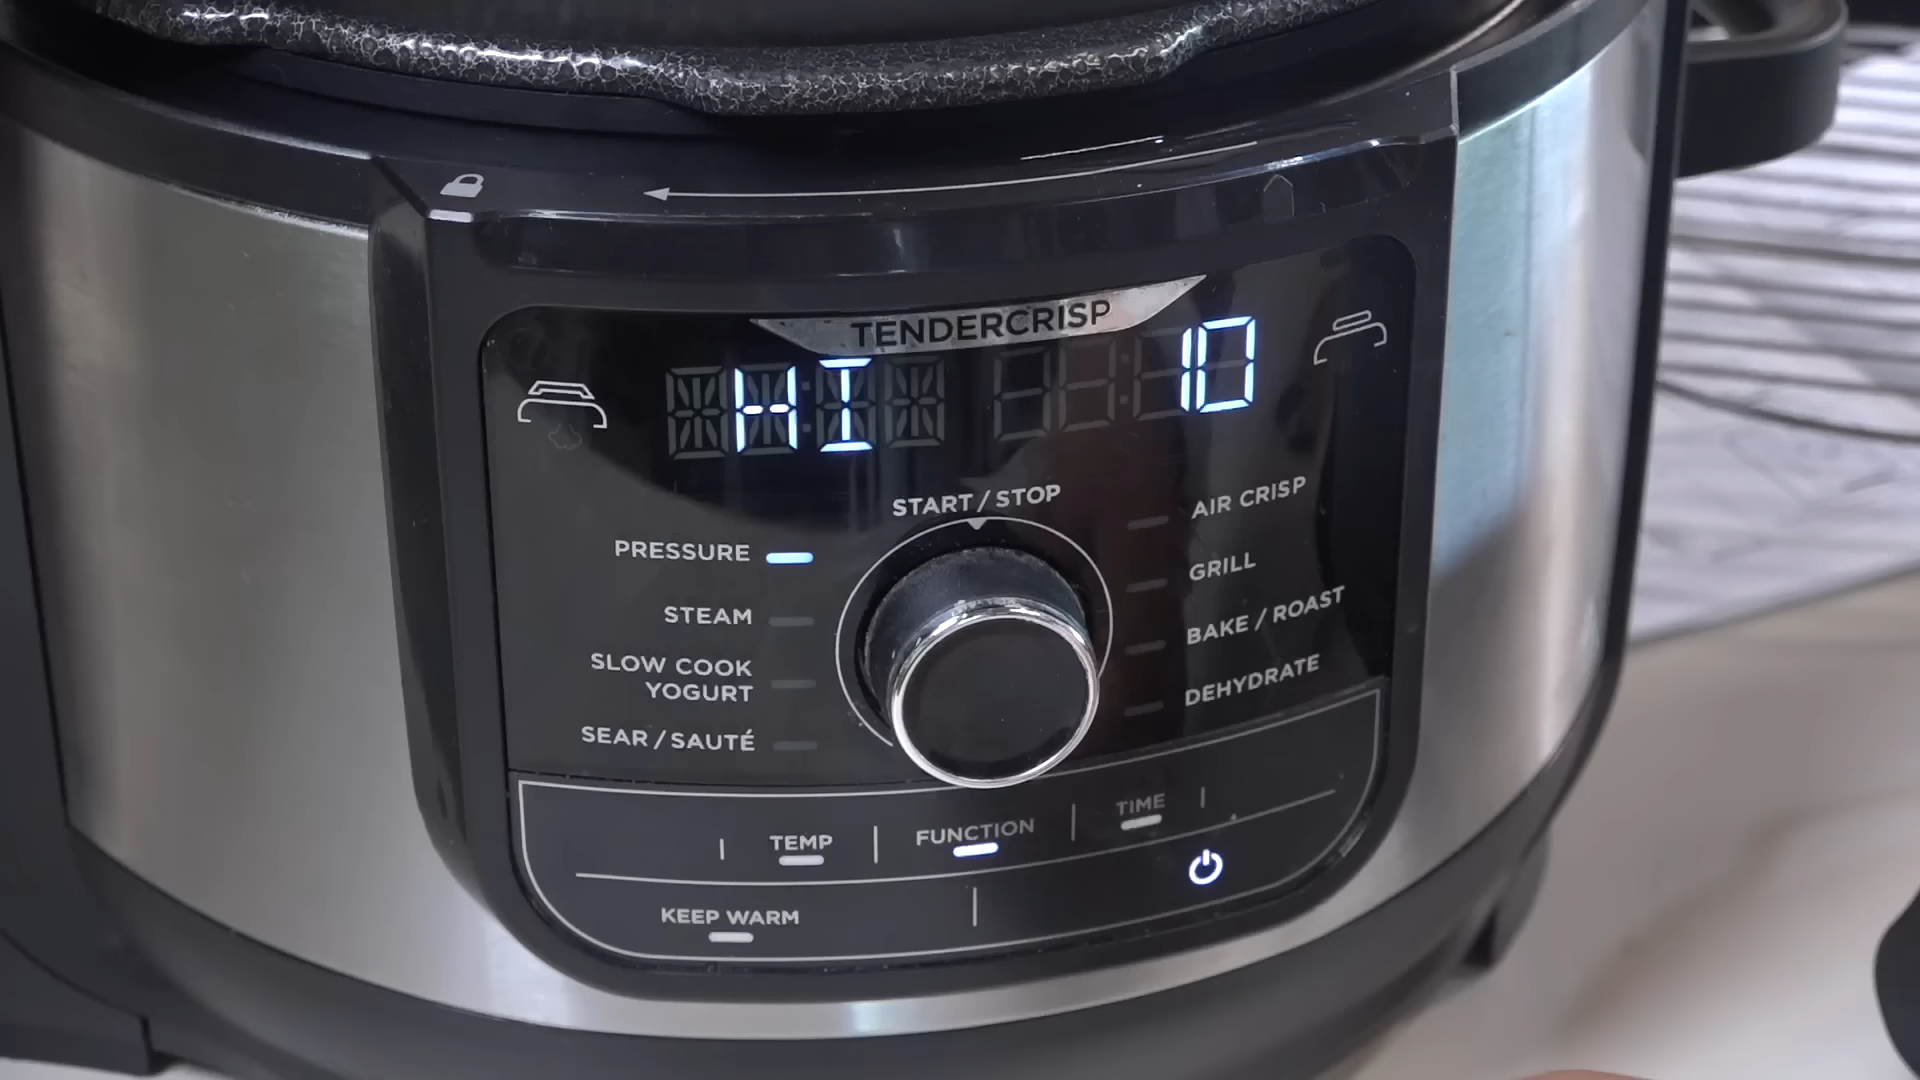 TENDERCRISP
HI 10
START / STOP
PRESSURE
STEAM
SLOW COOK
YOGURT
SEAR / SAUTÉ
AIR CRISP
GRILL
BAKE / ROAST
DEHYDRATE
TEMP
FUNCTION
TIME
KEEP WARM